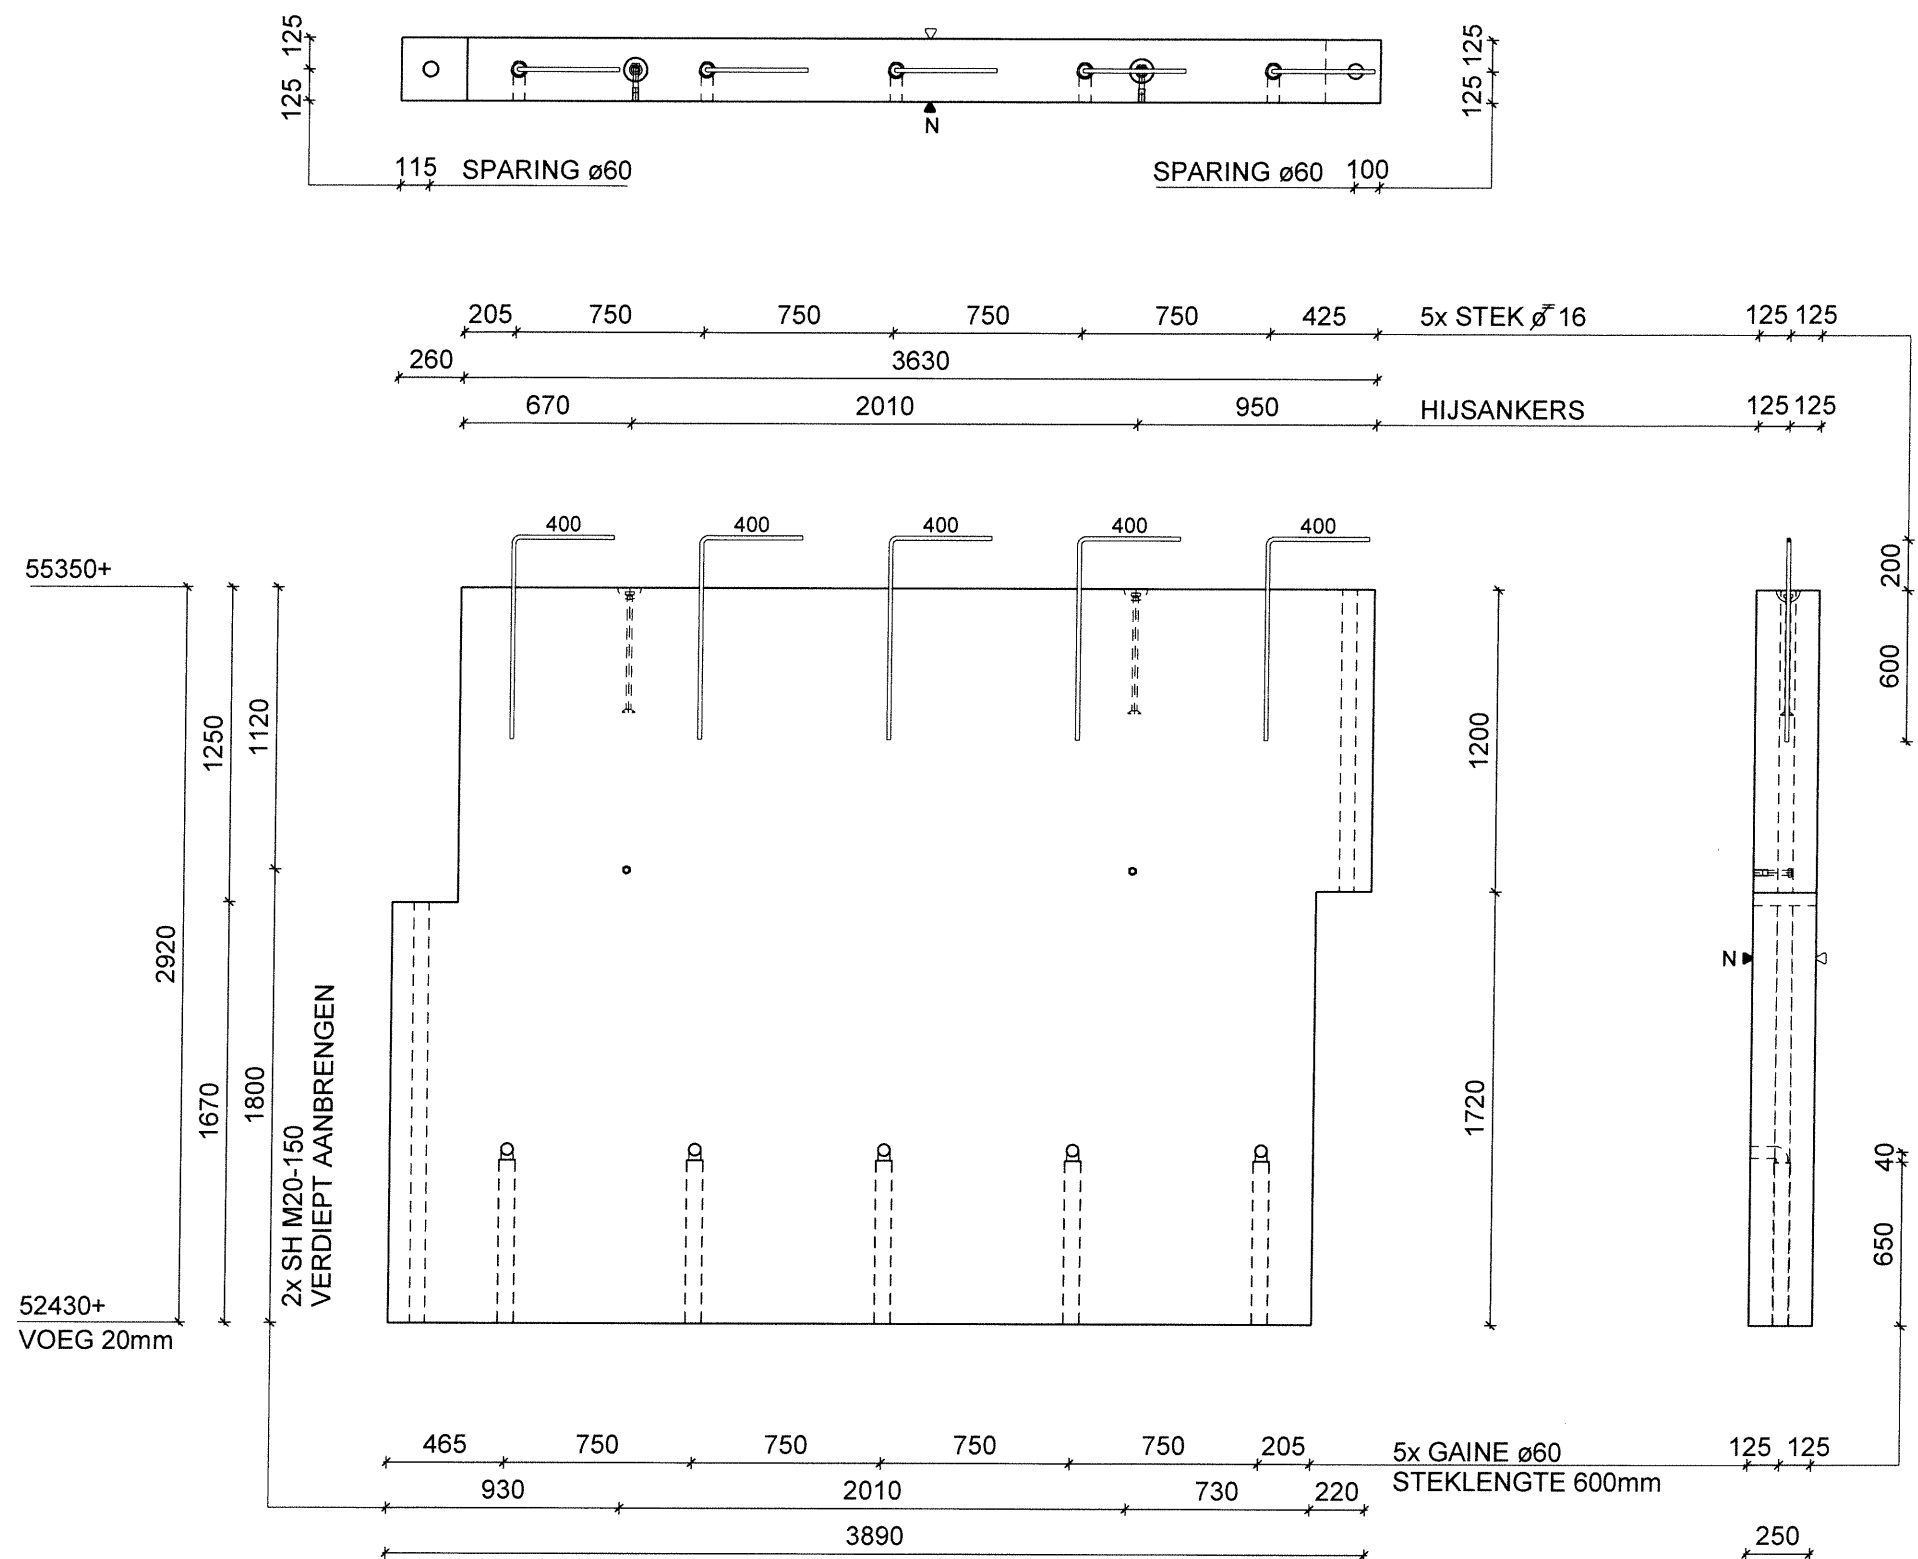 125
125
125
125
N
115 SPARING ø60
SPARING ø60 100
205 750 750 750 750 425 5x STEK ø 16 125 125
260 3630
670 2010 950 HIJSANKERS 125 125
400 400 400 400 400
55350+
200
600
1250
1120
1200
2920
1670
1800
2x SH M20-150
VERDIEPT AANBRENGEN
1720
N
40
650
52430+
VOEG 20mm
465 750 750 750 750 205 5x GAINE ø60 125 125
930 2010 730 220 STEKLENGTE 600mm
3890 250